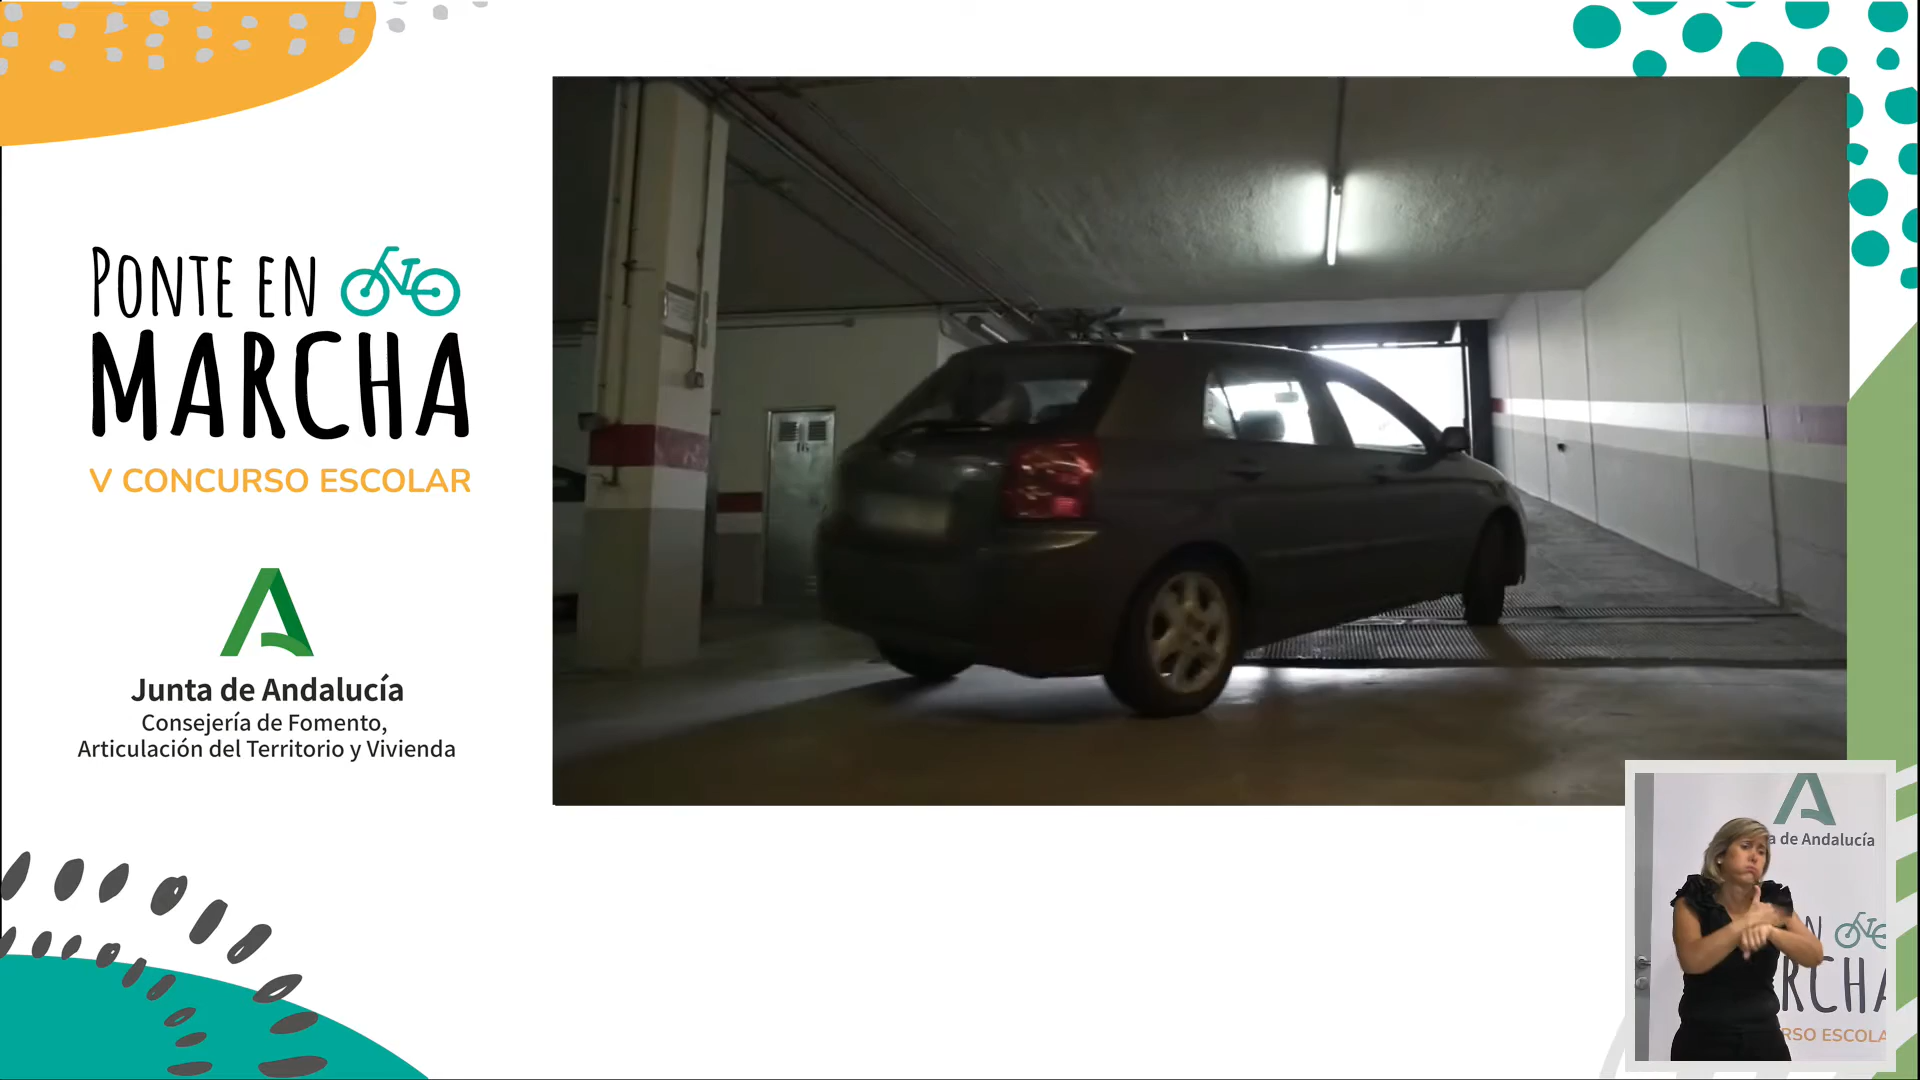 PONTE EN
MARCHA
V CONCURSO ESCOLAR
Junta de Andalucía
Consejería de Fomento,
Articulación del Territorio y Vivienda
16
a de Andalucía
N
RCHA
RSO ESCOLA